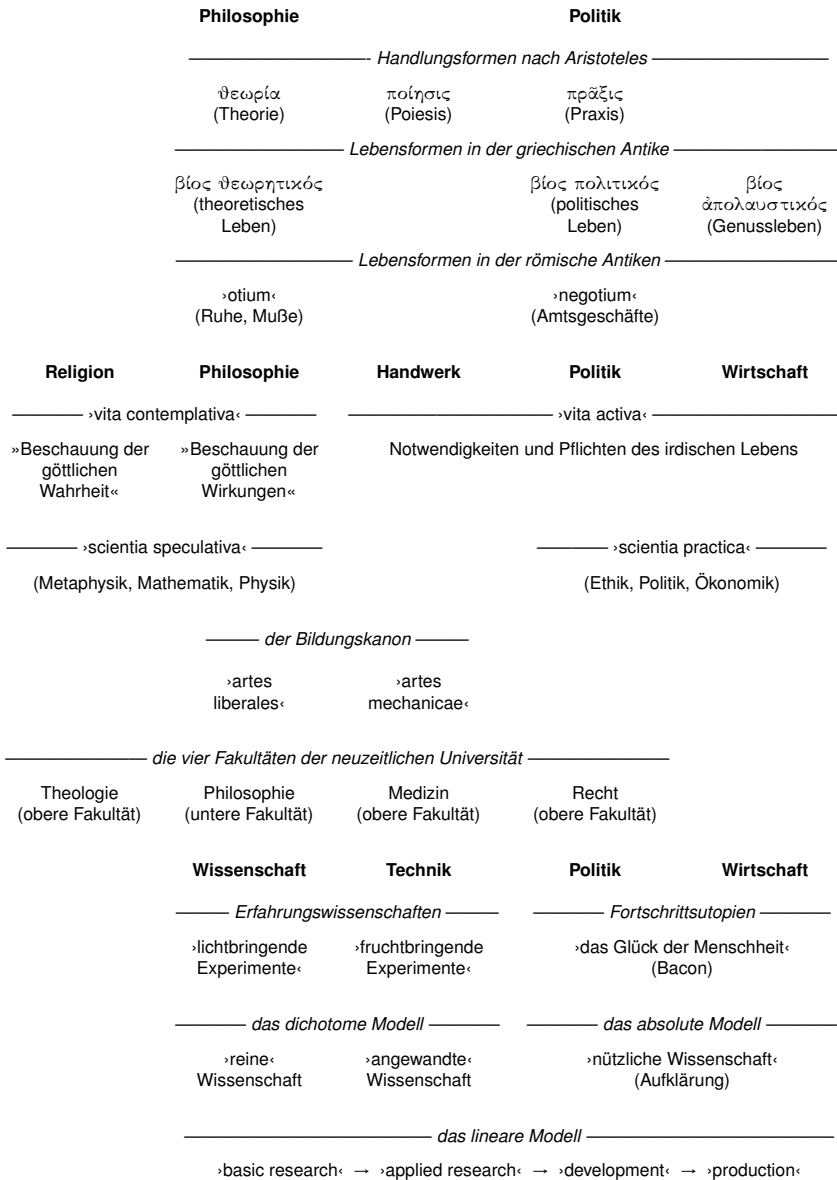 Philosophie Politik
Handlungsformen nach Aristoteles
ϑεωρία ποίησις πρᾶξις
(Theorie) (Poiesis) (Praxis)
Lebensformen in der griechischen Antike
βίος ϑεωρητικός βίος πολιτικός βίος
(theoretisches (politisches ἀπολαυστικός
Leben) Leben) (Genussleben)
Lebensformen in der römische Antiken
›otium‹ ›negotium‹
(Ruhe, Muße) (Amtsgeschäfte)
Religion Philosophie Handwerk Politik Wirtschaft
›vita contemplativa‹ ›vita activa‹
»Beschauung der »Beschauung der Notwendigkeiten und Pflichten des irdischen Lebens
göttlichen göttlichen
Wahrheit« Wirkungen«
›scientia speculativa‹ ›scientia practica‹
(Metaphysik, Mathematik, Physik) (Ethik, Politik, Ökonomik)
der Bildungskanon
›artes ›artes
liberales‹ mechanicae‹
die vier Fakultäten der neuzeitlichen Universität
Theologie Philosophie Medizin Recht
(obere Fakultät) (untere Fakultät) (obere Fakultät) (obere Fakultät)
Wissenschaft Technik Politik Wirtschaft
Erfahrungswissenschaften Fortschrittsutopien
›lichtbringende ›fruchtbringende ›das Glück der Menschheit‹
Experimente‹ Experimente‹ (Bacon)
das dichotome Modell das absolute Modell
›reine‹ ›angewandte‹ ›nützliche Wissenschaft‹
Wissenschaft Wissenschaft (Aufklärung)
das lineare Modell
›basic research‹ → ›applied research‹ → ›development‹ → ›production‹